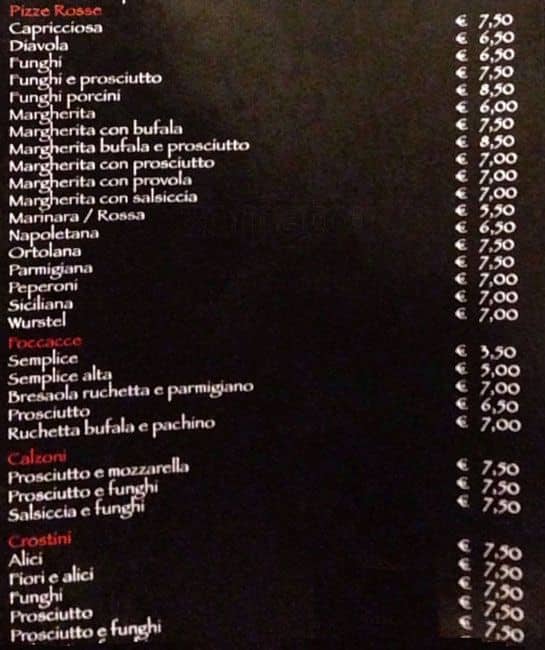 Pizze Rosse
Capricciosa € 7,50
Diavola € 6,50
Funghi € 6,50
Funghi e prosciutto € 7,50
Funghi porcini € 8,50
Margherita € 6,00
Margherita con bufala € 7,50
Margherita bufala e prosciutto € 8,50
Margherita con prosciutto € 7,00
Margherita con provola € 7,00
Margherita con salsiccia € 7,00
Marinara / Rossa € 5,50
Napoletana € 6,50
Ortolana € 7,50
Parmigiana € 7,50
Peperoni € 7,00
Siciliana € 7,00
Wurstel € 7,00
Foccacce
Semplice € 3,50
Semplice alta € 5,00
Bresaola ruchetta e parmigiano € 7,00
Prosciutto € 6,50
Ruchetta bufala e pachino € 7,00
Calzoni
Prosciutto e mozzarella € 7,50
Prosciutto e funghi € 7,50
Salsiccia e funghi € 7,50
Crostini
Alici € 7,50
Fiori e alici € 7,50
Funghi € 7,50
Prosciutto € 7,50
Prosciutto e funghi € 7,50